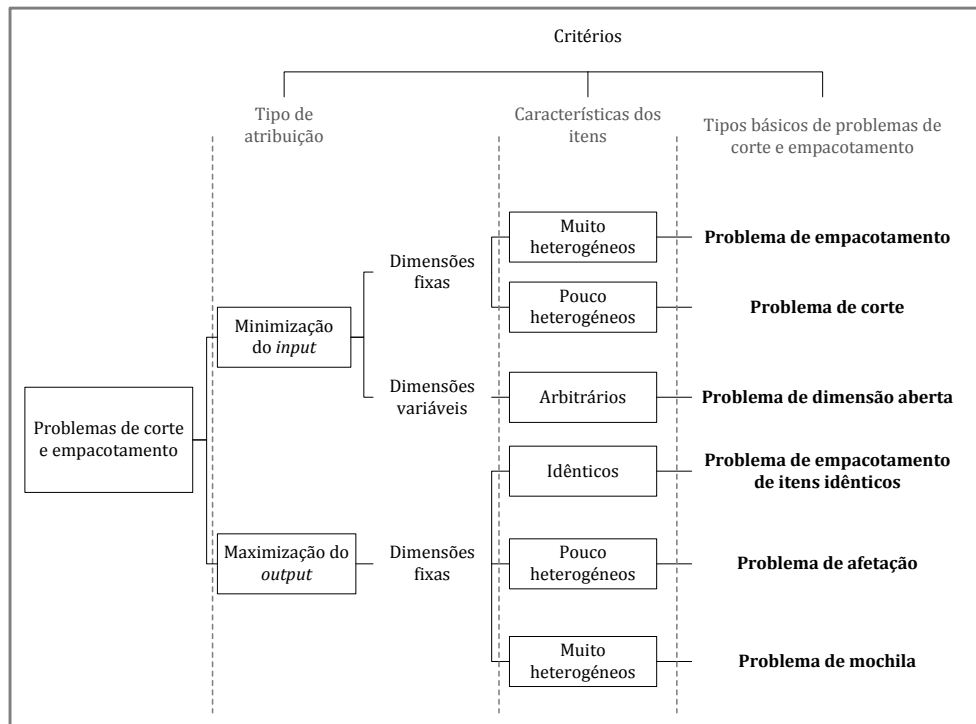 Critérios
Tipo de
atribuição
Características dos
itens
Tipos básicos de problemas de
corte e empacotamento
Problemas de corte
e empacotamento
Minimização
do input
Dimensões
fixas
Muito
heterogéneos
Problema de empacotamento
Pouco
heterogéneos
Problema de corte
Dimensões
variáveis
Arbitrários
Problema de dimensão aberta
Maximização do
output
Dimensões
fixas
Idênticos
Problema de empacotamento
de itens idênticos
Pouco
heterogéneos
Problema de afetação
Muito
heterogéneos
Problema de mochila